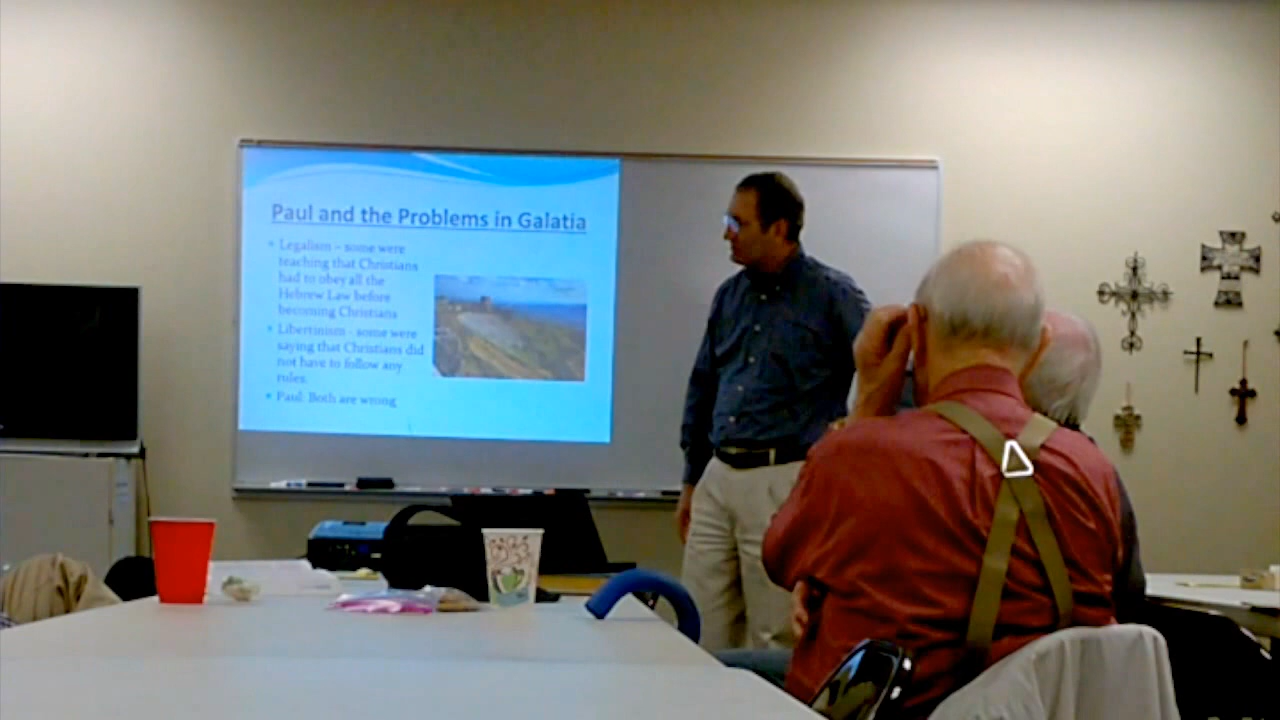 Paul and the Problems in Galatia
• Legalism – some were
teaching that Christians
had to obey all the
Hebrew Law before
becoming Christians
• Libertinism - some were
saying that Christians did
not have to follow any
rules.
• Paul: Both are wrong